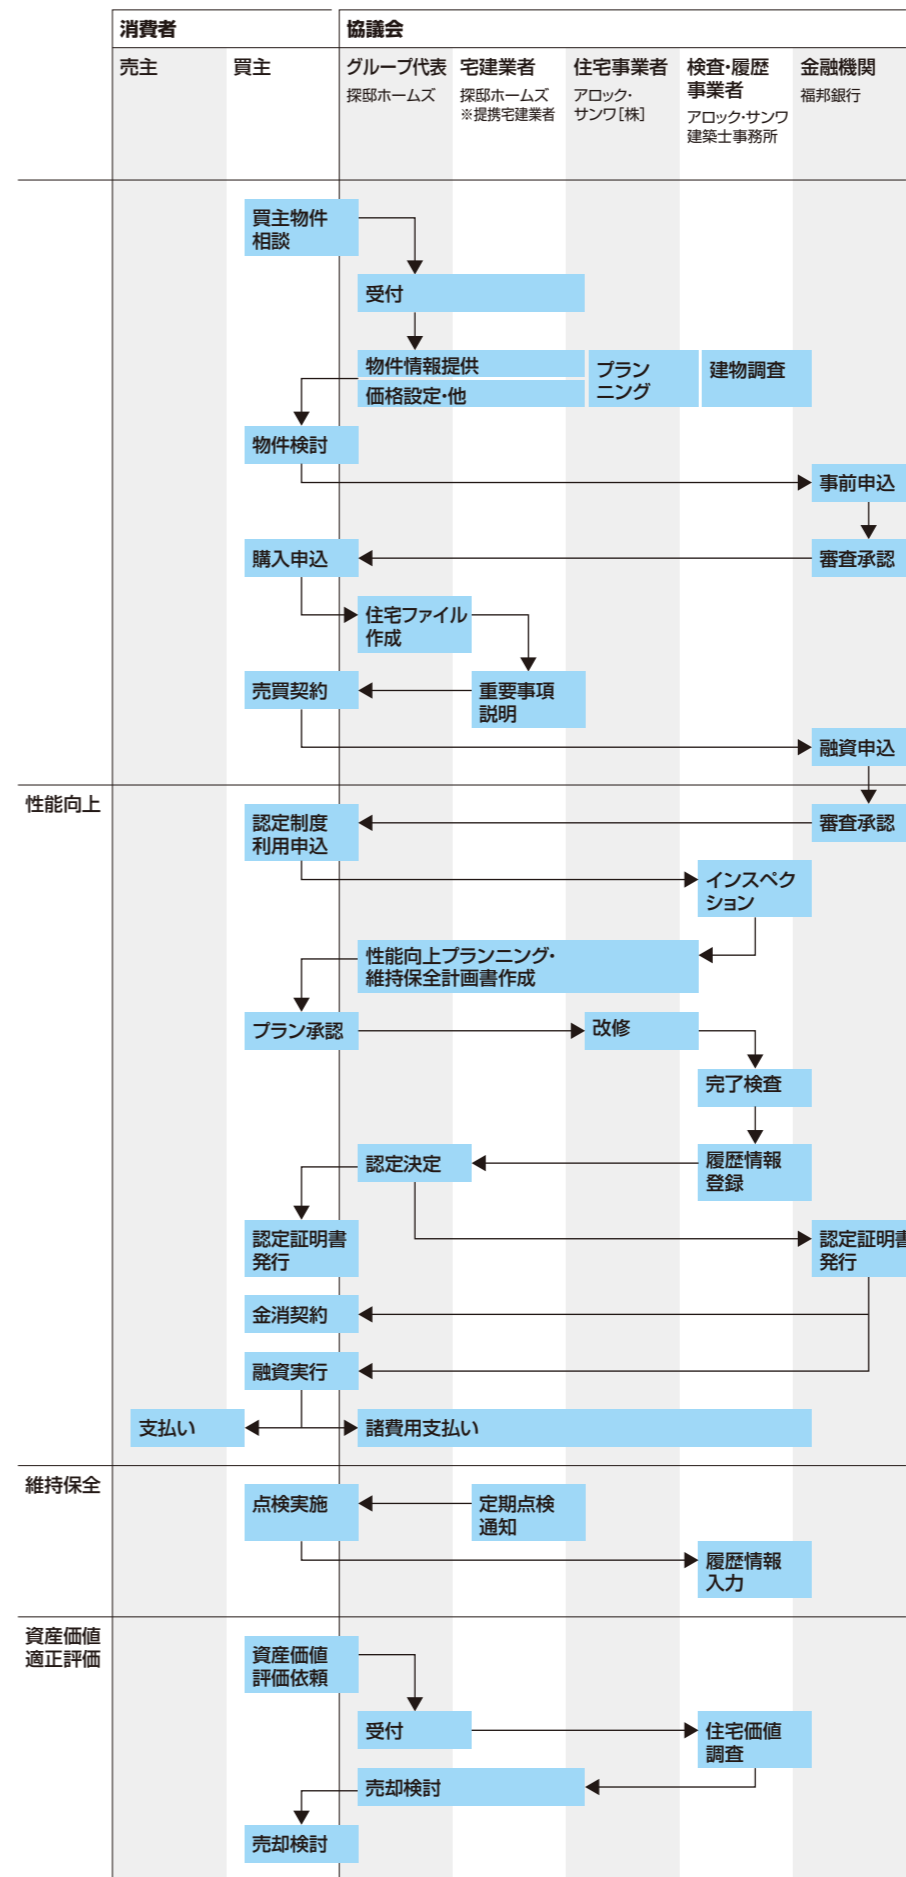 消費者
協議会
売主
買主
グループ代表
探邸ホームズ
宅建業者
探邸ホームズ
※提携宅建業者
住宅事業者
アロック・
サンワ[株]
検査・履歴
事業者
アロック・サンワ
建築士事務所
金融機関
福邦銀行
買主物件
相談
受付
物件情報提供
価格設定・他
プラン
ニング
建物調査
物件検討
事前申込
購入申込
審査承認
住宅ファイル
作成
売買契約
重要事項
説明
融資申込
性能向上
認定制度
利用申込
審査承認
インスペク
ション
性能向上プランニング・
維持保全計画書作成
プラン承認
改修
完了検査
認定決定
履歴情報
登録
認定証明書
発行
認定証明書
発行
金消契約
融資実行
支払い
諸費用支払い
維持保全
点検実施
定期点検
通知
履歴情報
入力
資産価値
適正評価
資産価値
評価依頼
受付
住宅価値
調査
売却検討
売却検討